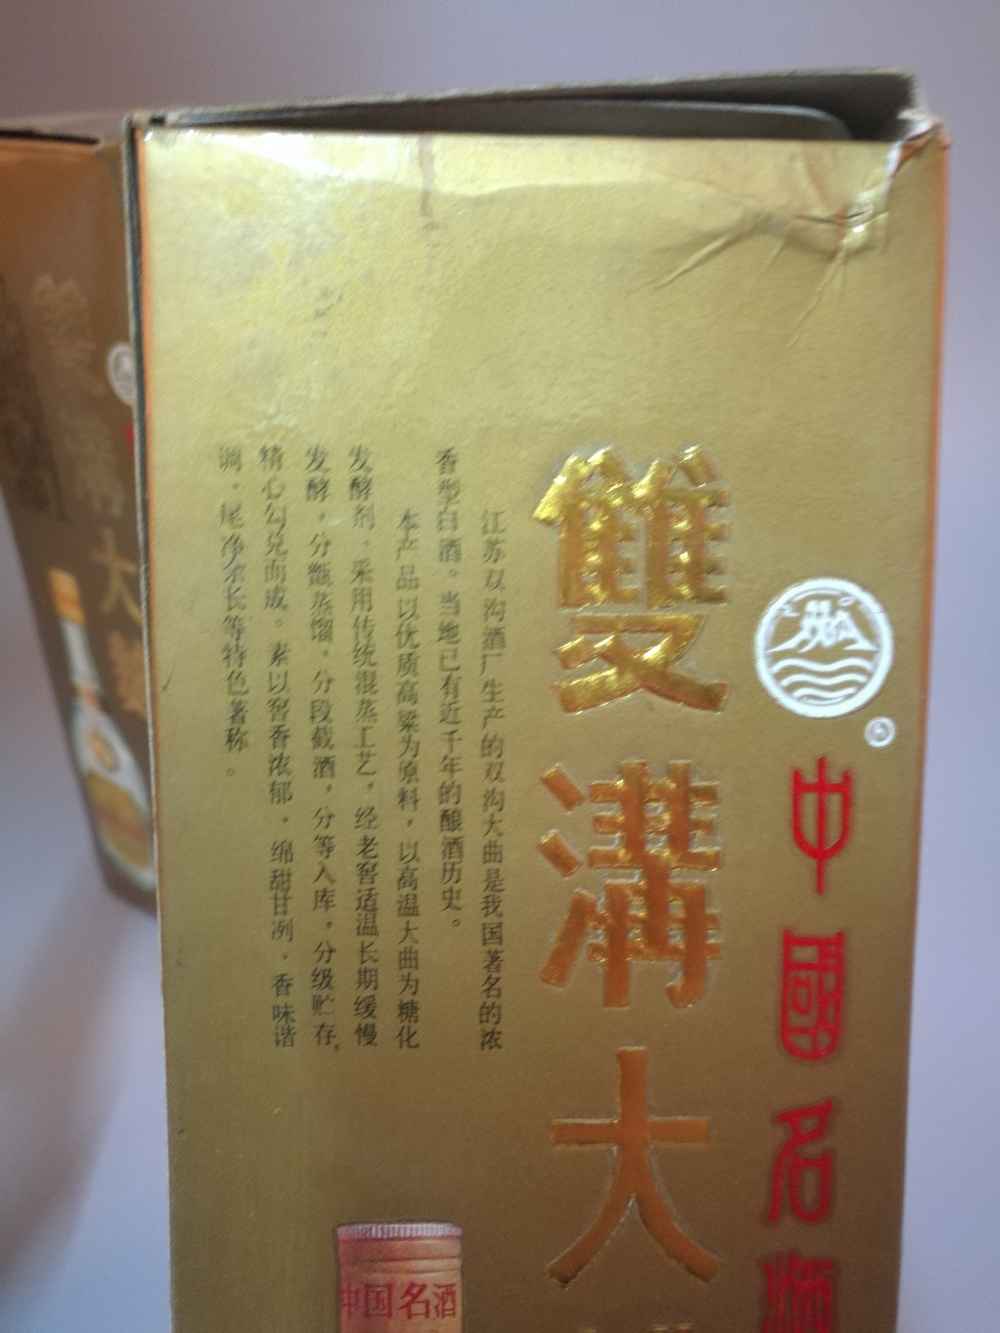 中國名
雙溝大
江苏双沟酒厂生产的双沟大曲是我国著名的浓
香型白酒。当地已有近千年的酿酒历史。
本产品以优质高粱为原料，以高温大曲为糖化
发酵剂，采用传统混蒸工艺，经老窖适温长期缓慢
发酵，分甑蒸馏，分段截酒，分等入库，分级贮存，
精心勾兑而成。素以窖香浓郁，绵甜甘冽，香味谐
调，尾净余长等特色著称。
中国名酒
大